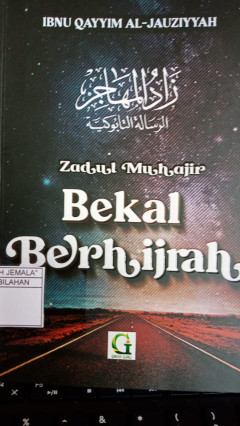 IBNU QAYYIM AL-JAUZIYYAH
زاد المهاجر
الرسالة التبوكية
Zadul Muhajir
Bekal
Berhijrah
H JEMALA"
BILAHAN
G
% & ( )